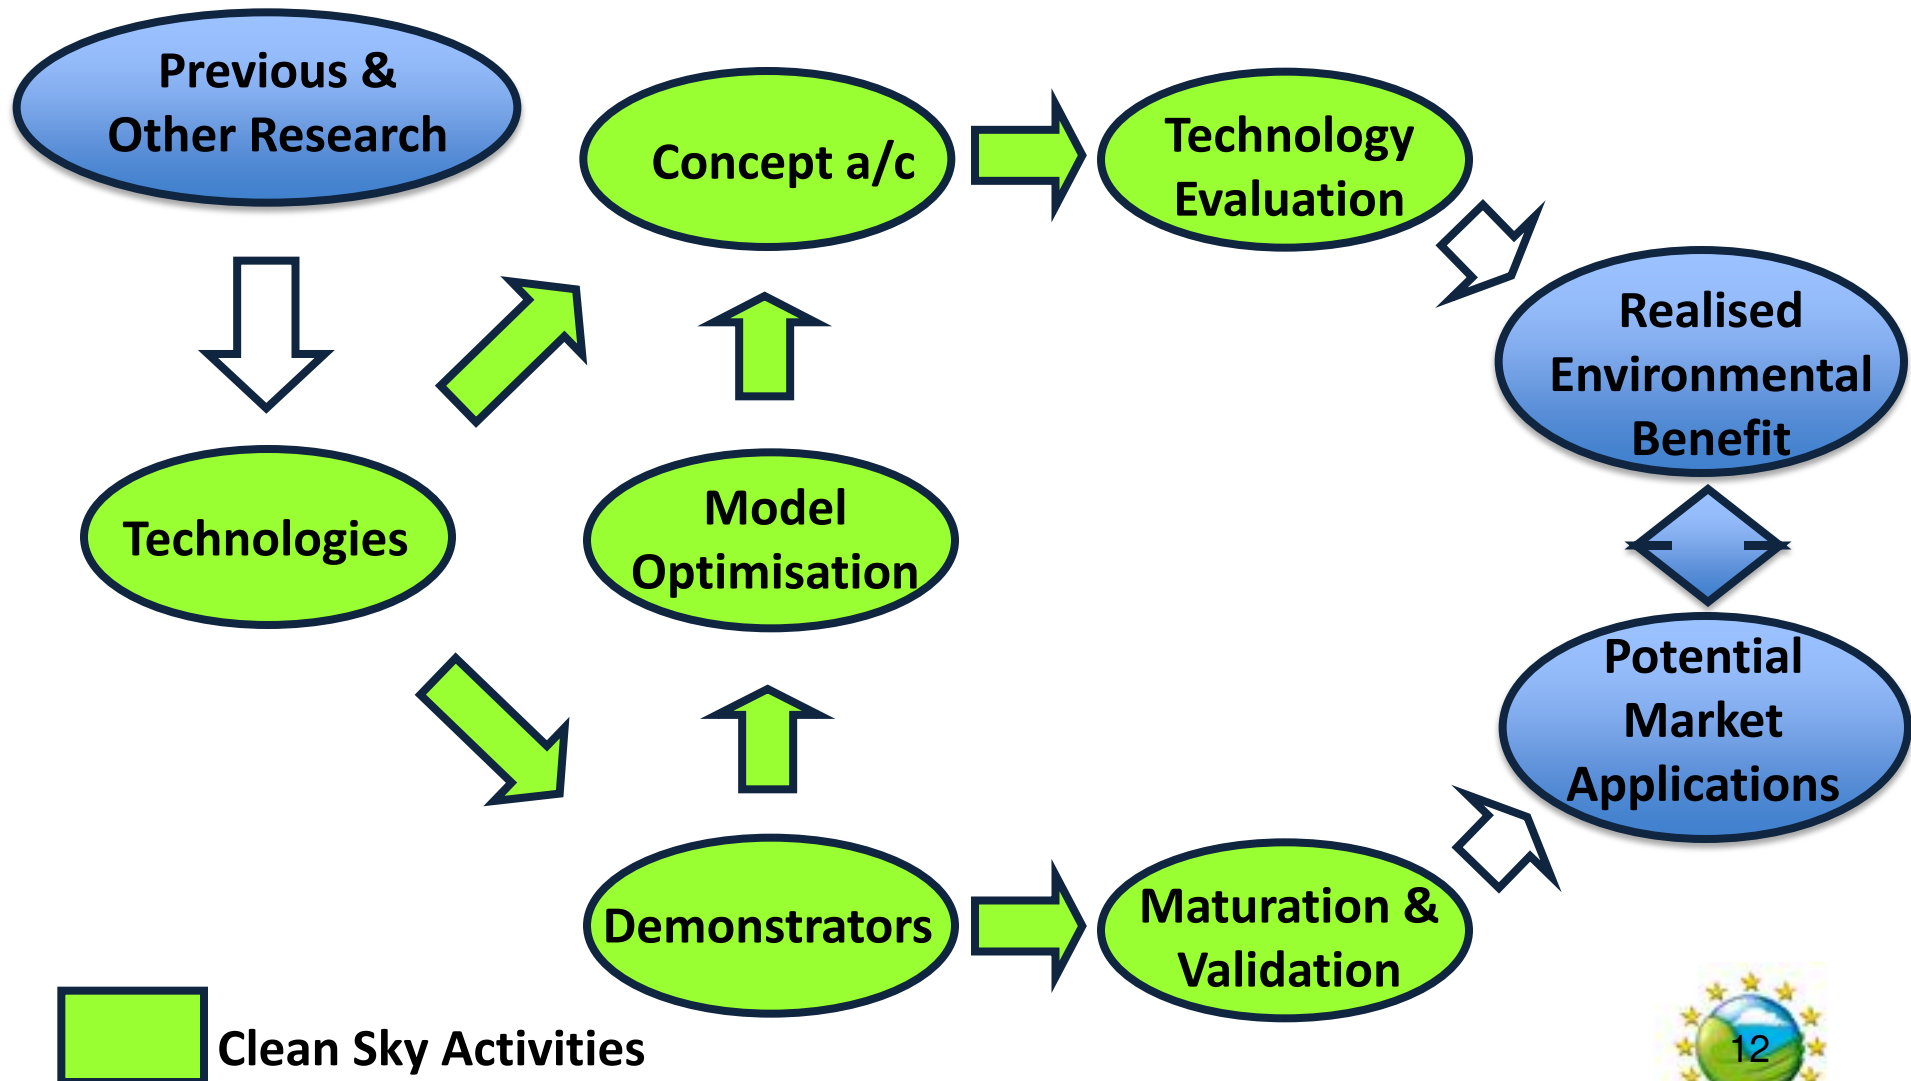 Previous &
Other Research
Concept a/c
Technology
Evaluation
Realised
Environmental
Benefit
Technologies
Model
Optimisation
Potential
Market
Applications
Demonstrators
Maturation &
Validation
Clean Sky Activities
12